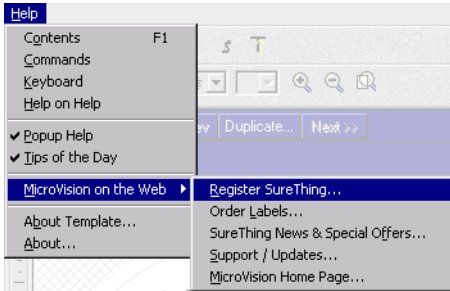 Help
Contents F1
Commands
Keyboard
Help on Help
Popup Help
Tips of the Day
Duplicate... Next >>
MicroVision on the Web
Register SureThing...
About Template...
Order Labels...
About...
SureThing News & Special Offers...
Support / Updates...
MicroVision Home Page...